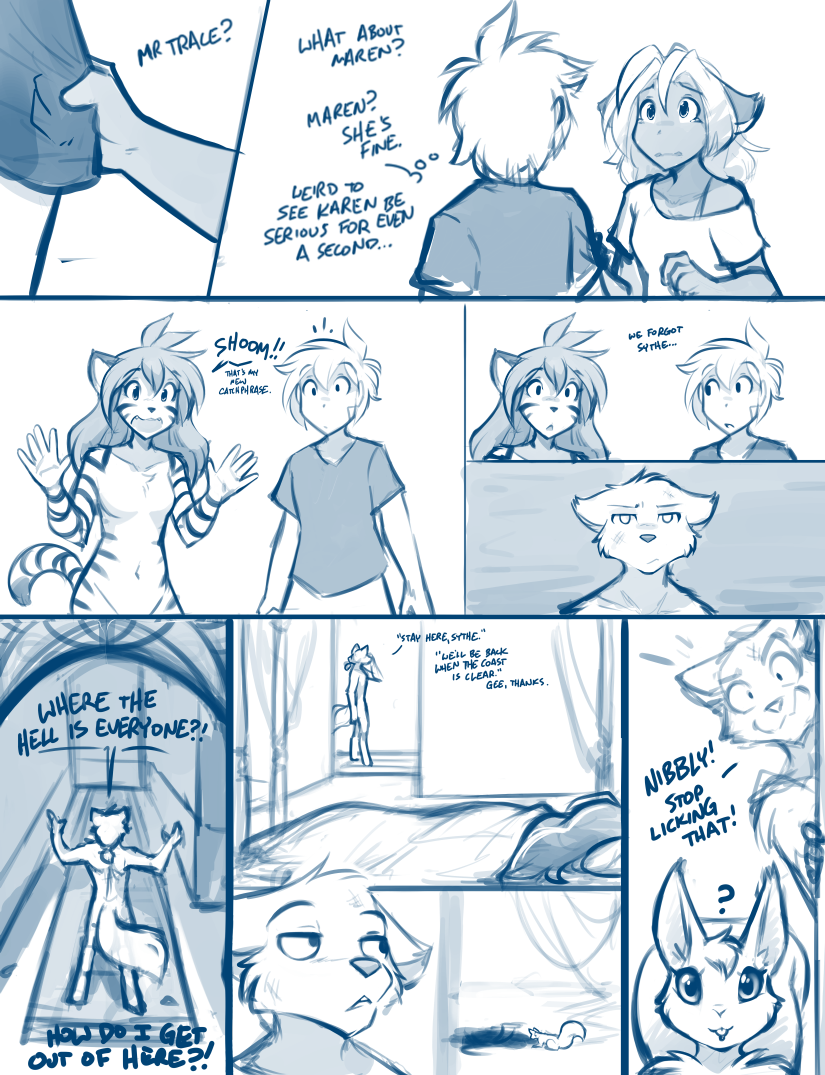 MR TRACE?
WHAT ABOUT
MAREN?
MAREN?
SHE'S
FINE.
WEIRD TO
SEE KAREN BE
SERIOUS FOR EVEN
A SECOND...
SHOOM!!
THAT'S MY
NEW
CATCHPHRASE.
WE FORGOT
SYTHE...
WHERE THE
HELL IS EVERYONE?!
HOW DO I GET
OUT OF HERE?!
"STAY HERE, SYTHE."
"WE'LL BE BACK
WHEN THE COAST
IS CLEAR."
GEE, THANKS.
NIBBLY!
STOP
LICKING
THAT!
?